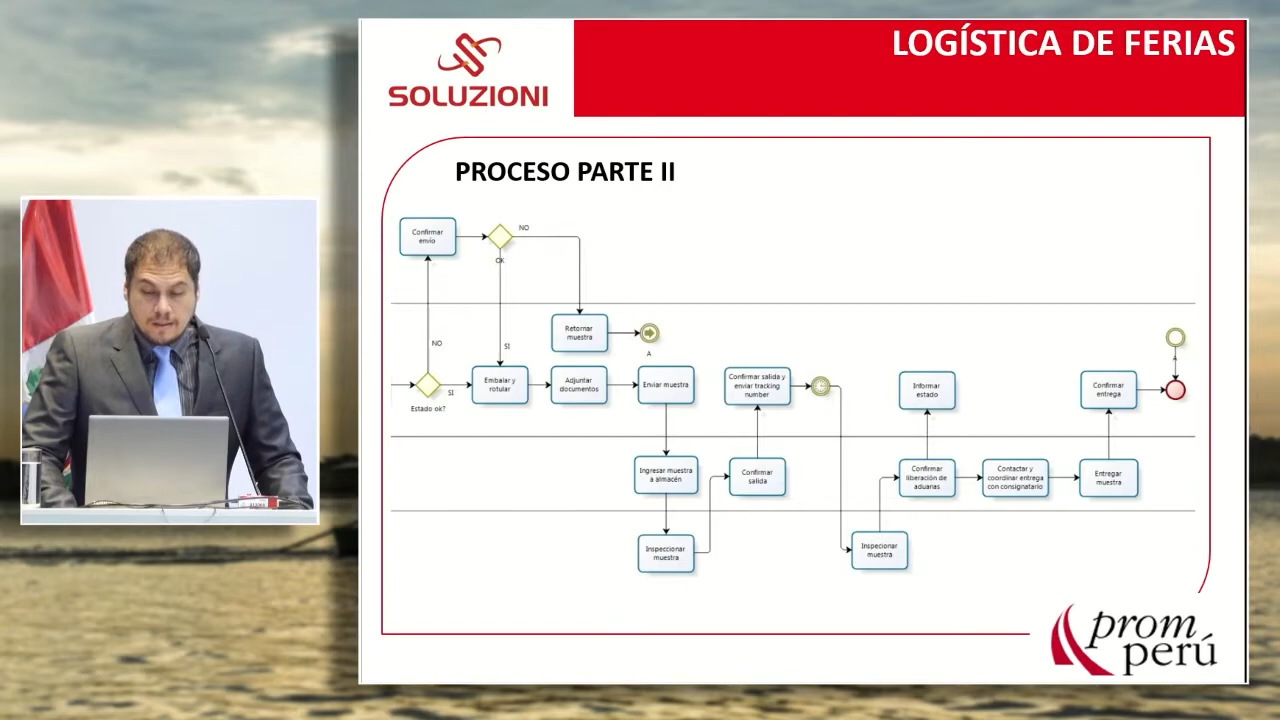 LOGÍSTICA DE FERIAS
SOLUZIONI
PROCESO PARTE II
Confirmar
envío
NO
OK
Retornar
muestra
A
NO
SI
Estado ok?
SI
Embalar y
rotular
Adjuntar
documentos
Enviar muestra
Confirmar salida y
enviar tracking
number
Informar
estado
Confirmar
entrega
A
Ingresar muestra
a almacén
Confirmar
salida
Confirmar
liberación de
aduanas
Contactar y
coordinar entrega
con consignatario
Entregar
muestra
Inspeccionar
muestra
Inspecionar
muestra
prom
perú